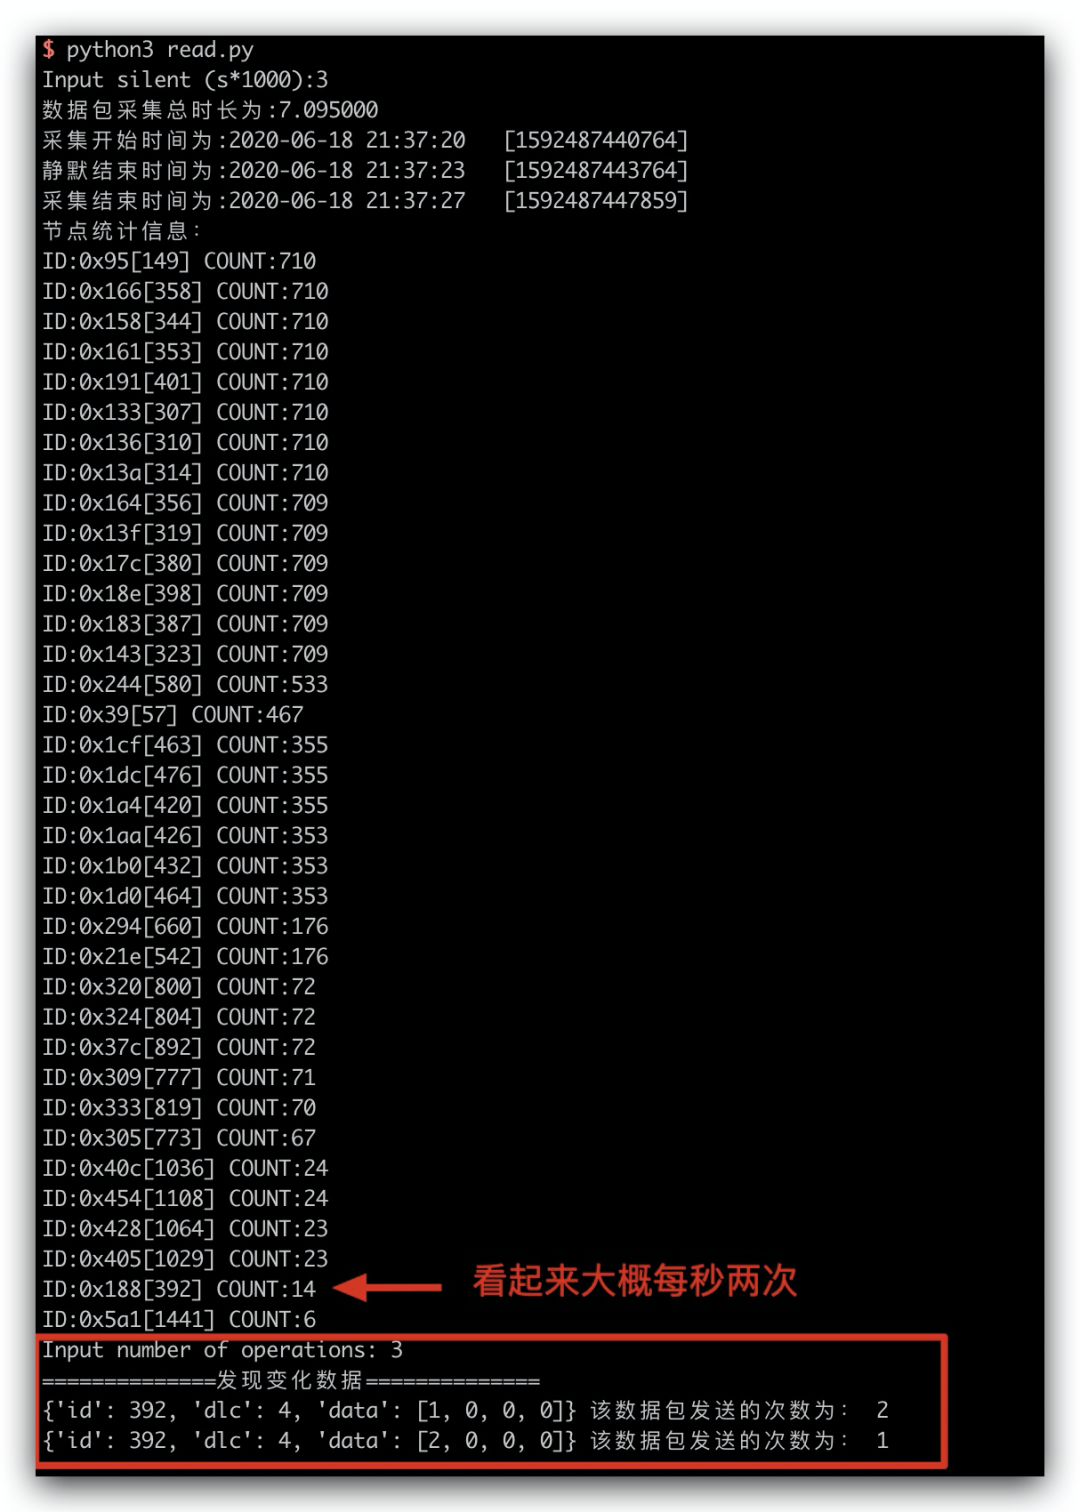 $ python3 read.py
Input silent (s*1000):3
数据包采集总时长为:7.095000
采集开始时间为:2020-06-18 21:37:20 [1592487440764]
静默结束时间为:2020-06-18 21:37:23 [1592487443764]
采集结束时间为:2020-06-18 21:37:27 [1592487447859]
节点统计信息：
ID:0x95[149] COUNT:710
ID:0x166[358] COUNT:710
ID:0x158[344] COUNT:710
ID:0x161[353] COUNT:710
ID:0x191[401] COUNT:710
ID:0x133[307] COUNT:710
ID:0x136[310] COUNT:710
ID:0x13a[314] COUNT:710
ID:0x164[356] COUNT:709
ID:0x13f[319] COUNT:709
ID:0x17c[380] COUNT:709
ID:0x18e[398] COUNT:709
ID:0x183[387] COUNT:709
ID:0x143[323] COUNT:709
ID:0x244[580] COUNT:533
ID:0x39[57] COUNT:467
ID:0x1cf[463] COUNT:355
ID:0x1dc[476] COUNT:355
ID:0x1a4[420] COUNT:355
ID:0x1aa[426] COUNT:353
ID:0x1b0[432] COUNT:353
ID:0x1d0[464] COUNT:353
ID:0x294[660] COUNT:176
ID:0x21e[542] COUNT:176
ID:0x320[800] COUNT:72
ID:0x324[804] COUNT:72
ID:0x37c[892] COUNT:72
ID:0x309[777] COUNT:71
ID:0x333[819] COUNT:70
ID:0x305[773] COUNT:67
ID:0x40c[1036] COUNT:24
ID:0x454[1108] COUNT:24
ID:0x428[1064] COUNT:23
ID:0x405[1029] COUNT:23
ID:0x188[392] COUNT:14 看起来大概每秒两次
ID:0x5a1[1441] COUNT:6
Input number of operations: 3
==============发现变化数据==============
{'id': 392, 'dlc': 4, 'data': [1, 0, 0, 0]} 该数据包发送的次数为： 2
{'id': 392, 'dlc': 4, 'data': [2, 0, 0, 0]} 该数据包发送的次数为： 1